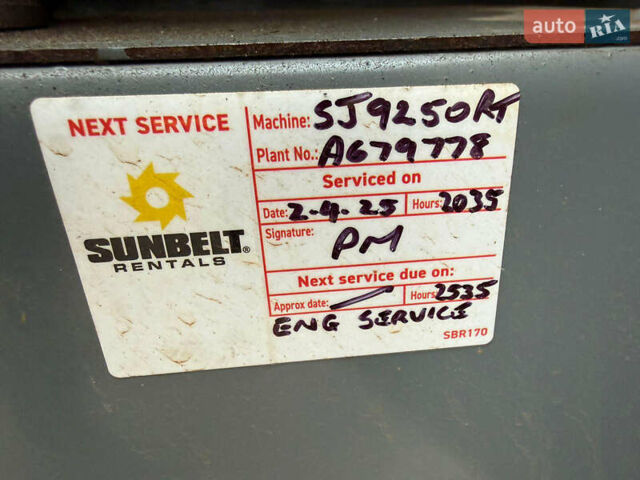 auto RIA
.com
NEXT SERVICE
SUNBELT®
RENTALS
Machine: SJ9250RT
Plant No.: A679778
Serviced on
Date: 2-4-25 Hours: 2035
Signature: PM
Next service due on:
Approx date: Hours: 2535
ENG SERVICE
SBR170